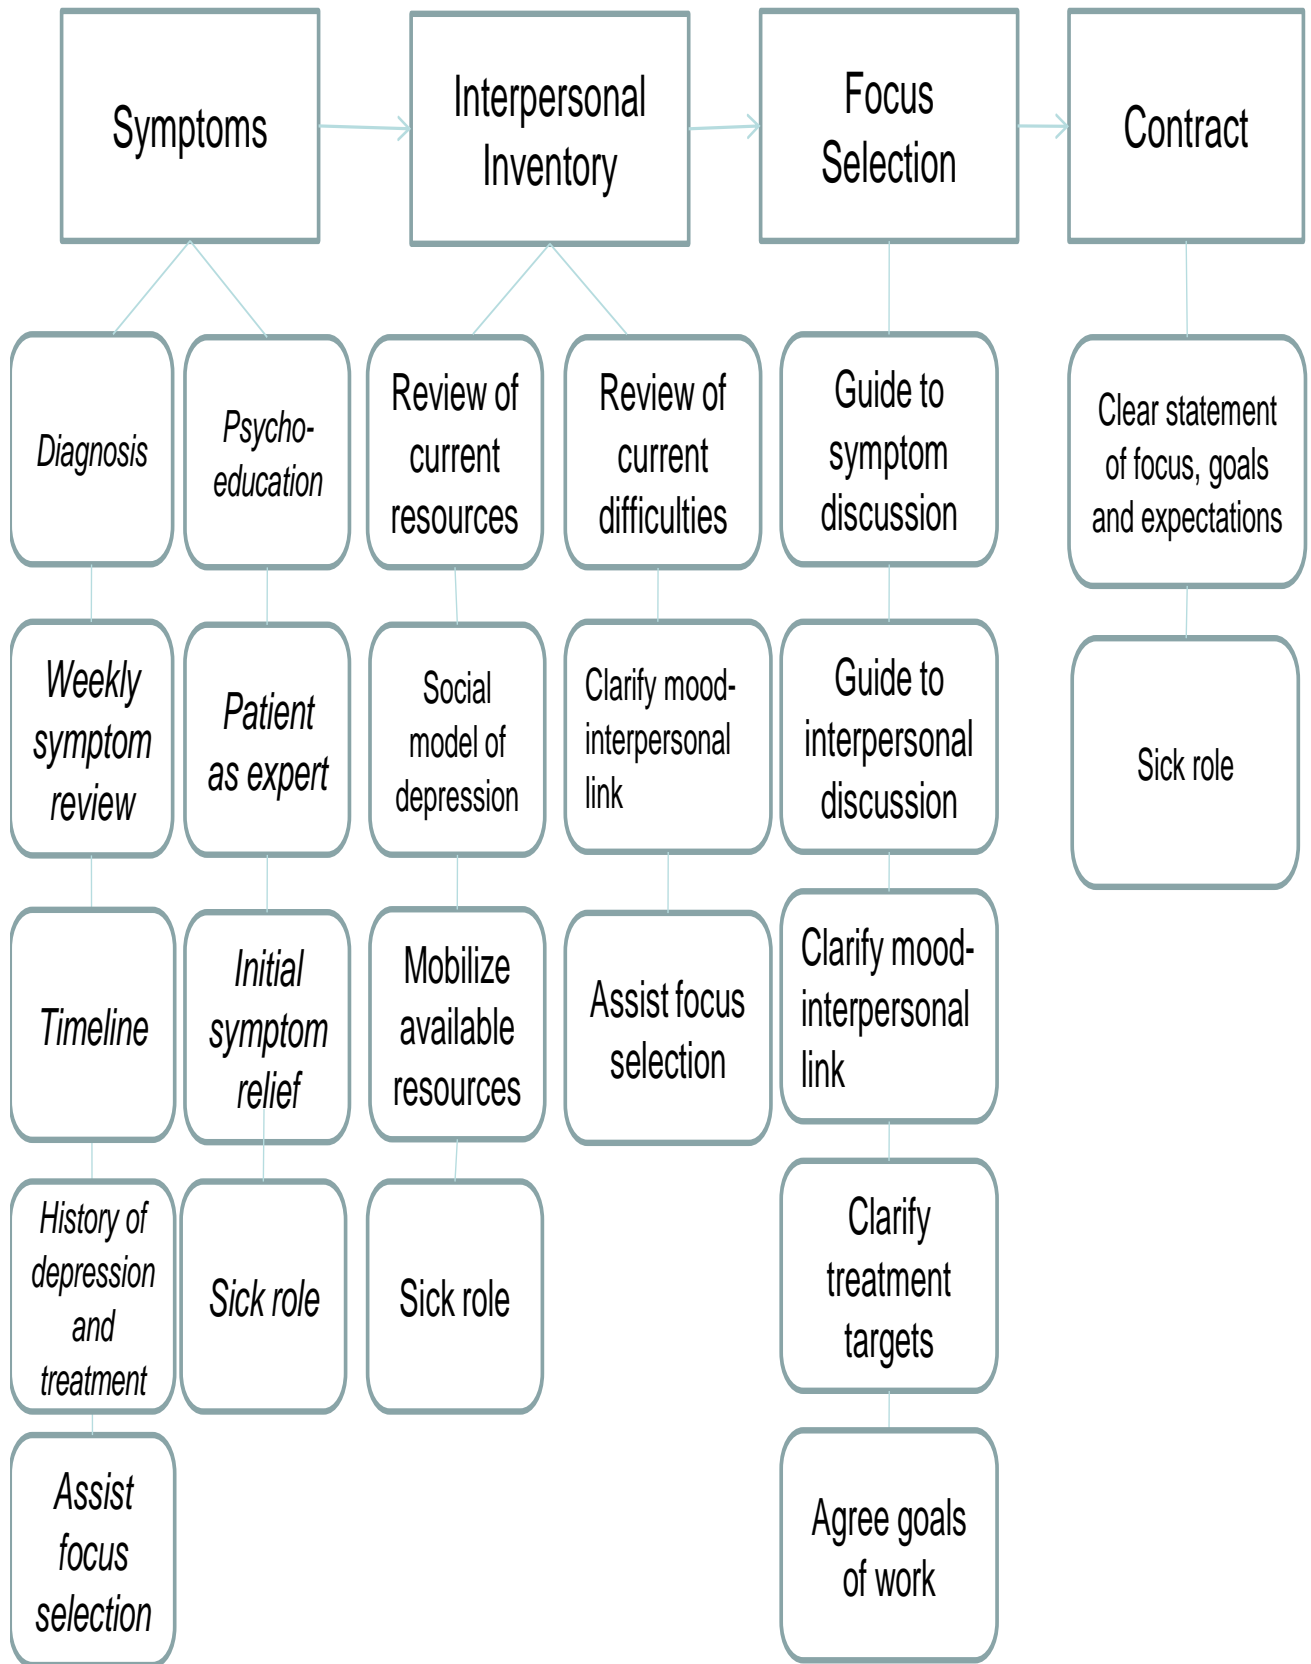 Symptoms
Interpersonal
Inventory
Focus
Selection
Contract
Diagnosis
Weekly
symptom
review
Timeline
History of
depression
and
treatment
Assist
focus
selection
Psycho-
education
Patient
as expert
Initial
symptom
relief
Sick role
Review of
current
resources
Social
model of
depression
Mobilize
available
resources
Sick role
Review of
current
difficulties
Clarify mood-
interpersonal
link
Assist focus
selection
Guide to
symptom
discussion
Guide to
interpersonal
discussion
Clarify mood-
interpersonal
link
Clarify
treatment
targets
Agree goals
of work
Clear statement
of focus, goals
and expectations
Sick role